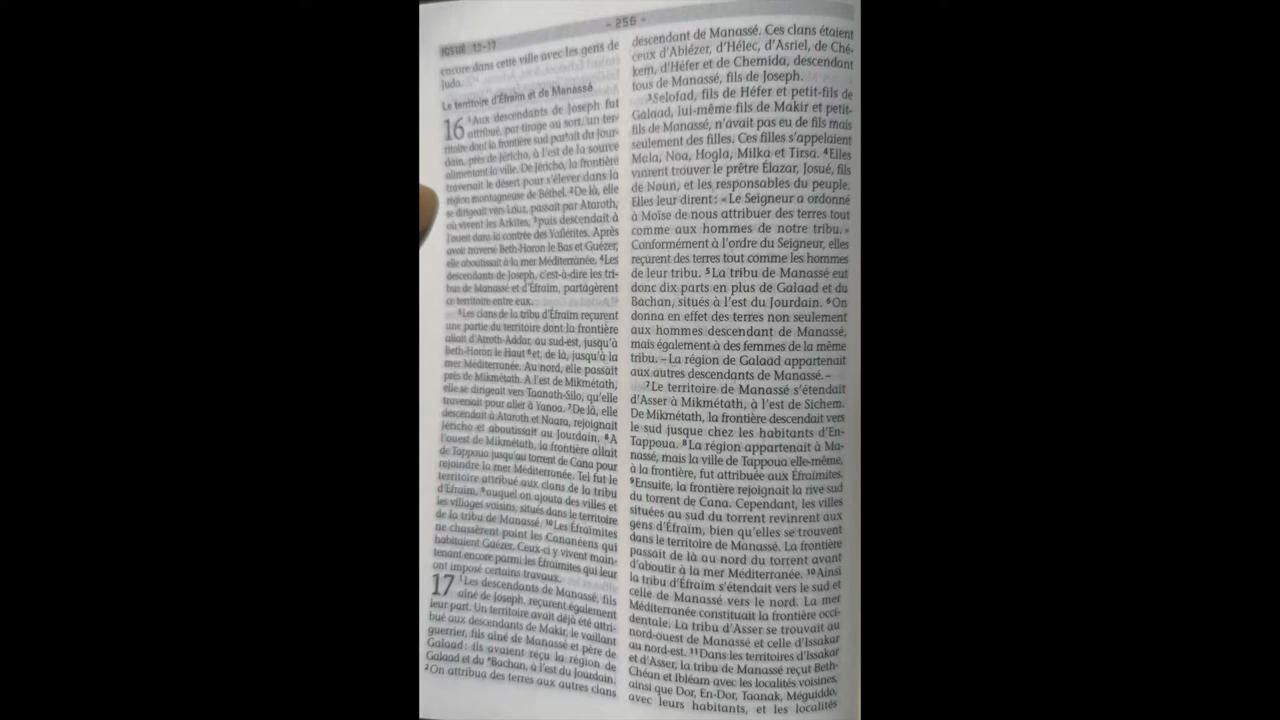 - 256 -
JOSUÉ 15-17
encore dans cette ville avec les gens de
Juda.
Le territoire d'Éfraïm et de Manassé
16 1Aux descendants de Joseph fut
attribué, par tirage au sort, un ter-
ritoire dont la frontière sud partait du Jour-
dain, près de Jéricho, à l'est de la source
alimentant la ville. De Jéricho, la frontière
traversait le désert pour s'élever dans la
région montagneuse de Béthel. 2De là, elle
se dirigeait vers Louz, passait par Ataroth,
où vivent les Arkites, 3puis descendait à
l'ouest dans la contrée des Yaflétites. Après
avoir traversé Beth-Horon le Bas et Guézer,
elle aboutissait à la mer Méditerranée. 4Les
descendants de Joseph, c'est-à-dire les tri-
bus de Manassé et d'Éfraïm, partagèrent
ce territoire entre eux.
5Les clans de la tribu d'Éfraïm reçurent
une partie du territoire dont la frontière
allait d'Atroth-Addar, au sud-est, jusqu'à
Beth-Horon le Haut 6et, de là, jusqu'à la
mer Méditerranée. Au nord, elle passait
près de Mikmétath. A l'est de Mikmétath,
elle se dirigeait vers Taanath-Silo, qu'elle
traversait pour aller à Yanoa. 7De là, elle
descendait à Ataroth et Naara, rejoignait
Jéricho et aboutissait au Jourdain. 8A
l'ouest de Mikmétath, la frontière allait
de Tappoua jusqu'au torrent de Cana pour
rejoindre la mer Méditerranée. Tel fut le
territoire attribué aux clans de la tribu
d'Éfraïm, 9auquel on ajouta des villes et
les villages voisins, situés dans le territoire
de la tribu de Manassé. 10Les Éfraïmites
ne chassèrent point les Cananéens qui
habitaient Guézer. Ceux-ci y vivent main-
tenant encore parmi les Éfraïmites qui leur
ont imposé certains travaux.
17 1Les descendants de Manassé, fils
aîné de Joseph, reçurent également
leur part. Un territoire avait déjà été attri-
bué aux descendants de Makir, le vaillant
guerrier, fils aîné de Manassé et père de
Galaad : ils avaient reçu la région de
Galaad et du *Bachan, à l'est du Jourdain.
2On attribua des terres aux autres clans
descendant de Manassé. Ces clans étaient
ceux d'Abiézer, d'Hélec, d'Asriel, de Ché-
kem, d'Héfer et de Chemida, descendant
tous de Manassé, fils de Joseph.
3Selofad, fils de Héfer et petit-fils de
Galaad, lui-même fils de Makir et petit-
fils de Manassé, n'avait pas eu de fils mais
seulement des filles. Ces filles s'appelaient
Mala, Noa, Hogla, Milka et Tirsa. 4Elles
vinrent trouver le prêtre Élazar, Josué, fils
de Noun, et les responsables du peuple.
Elles leur dirent : « Le Seigneur a ordonné
à Moïse de nous attribuer des terres tout
comme aux hommes de notre tribu. »
Conformément à l'ordre du Seigneur, elles
reçurent des terres tout comme les hommes
de leur tribu. 5La tribu de Manassé eut
donc dix parts en plus de Galaad et du
Bachan, situés à l'est du Jourdain. 6On
donna en effet des terres non seulement
aux hommes descendant de Manassé,
mais également à des femmes de la même
tribu. – La région de Galaad appartenait
aux autres descendants de Manassé. –
7Le territoire de Manassé s'étendait
d'Asser à Mikmétath, à l'est de Sichem.
De Mikmétath, la frontière descendait vers
le sud jusque chez les habitants d'En-
Tappoua. 8La région appartenait à Ma-
nassé, mais la ville de Tappoua elle-même,
à la frontière, fut attribuée aux Éfraïmites.
9Ensuite, la frontière rejoignait la rive sud
du torrent de Cana. Cependant, les villes
situées au sud du torrent revinrent aux
gens d'Éfraïm, bien qu'elles se trouvent
dans le territoire de Manassé. La frontière
passait de là au nord du torrent avant
d'aboutir à la mer Méditerranée. 10Ainsi
la tribu d'Éfraïm s'étendait vers le sud et
celle de Manassé vers le nord. La mer
Méditerranée constituait la frontière occi-
dentale. La tribu d'Asser se trouvait au
nord-ouest de Manassé et celle d'Issakar
au nord-est. 11Dans les territoires d'Issakar
et d'Asser, la tribu de Manassé reçut Beth-
Chéan et Ibléam avec les localités voisines,
ainsi que Dor, En-Dor, Taanak, Méguiddo,
avec leurs habitants, et les localités